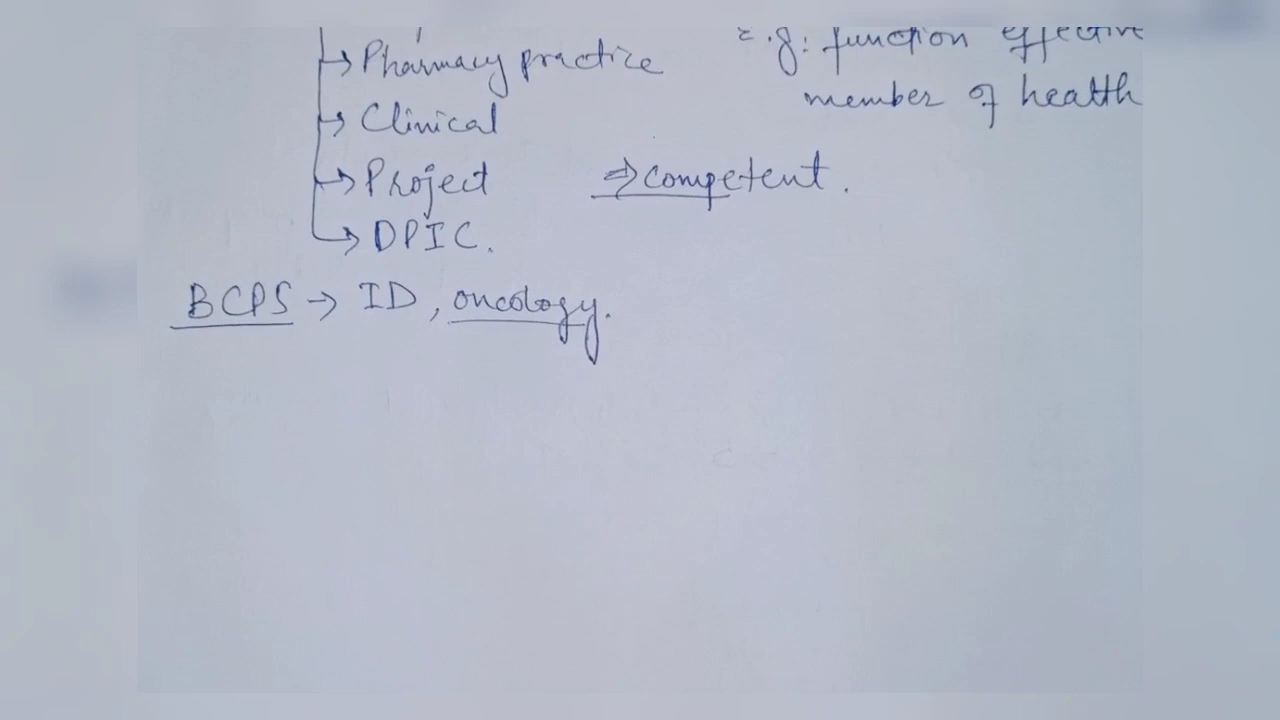 → Pharmacy practice
e.g: function effective
member of health
→ Clinical
→ Project
⇒ competent.
→ DPIC.
BCPS → ID, oncology.